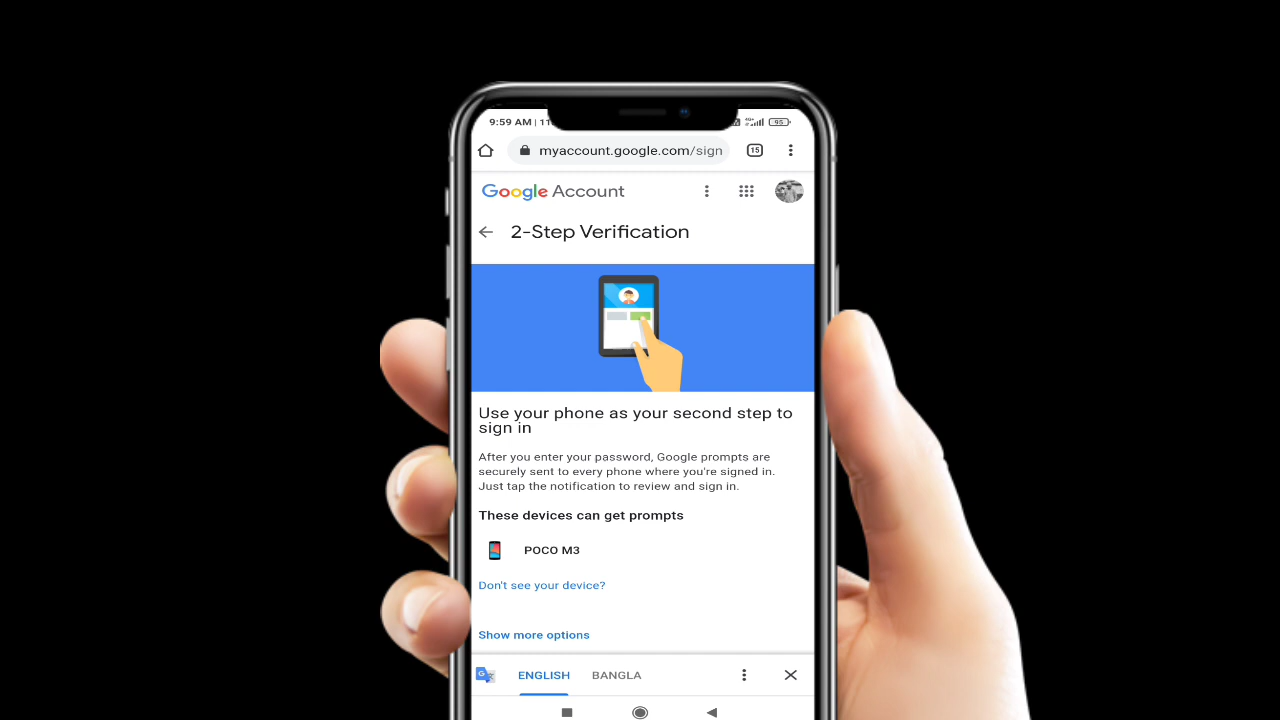 9:59 AM | 11
4G+
95
myaccount.google.com/sign
15
Google Account
2-Step Verification
Use your phone as your second step to
sign in
After you enter your password, Google prompts are
securely sent to every phone where you're signed in.
Just tap the notification to review and sign in.
These devices can get prompts
POCO M3
Don't see your device?
Show more options
G
ENGLISH
BANGLA